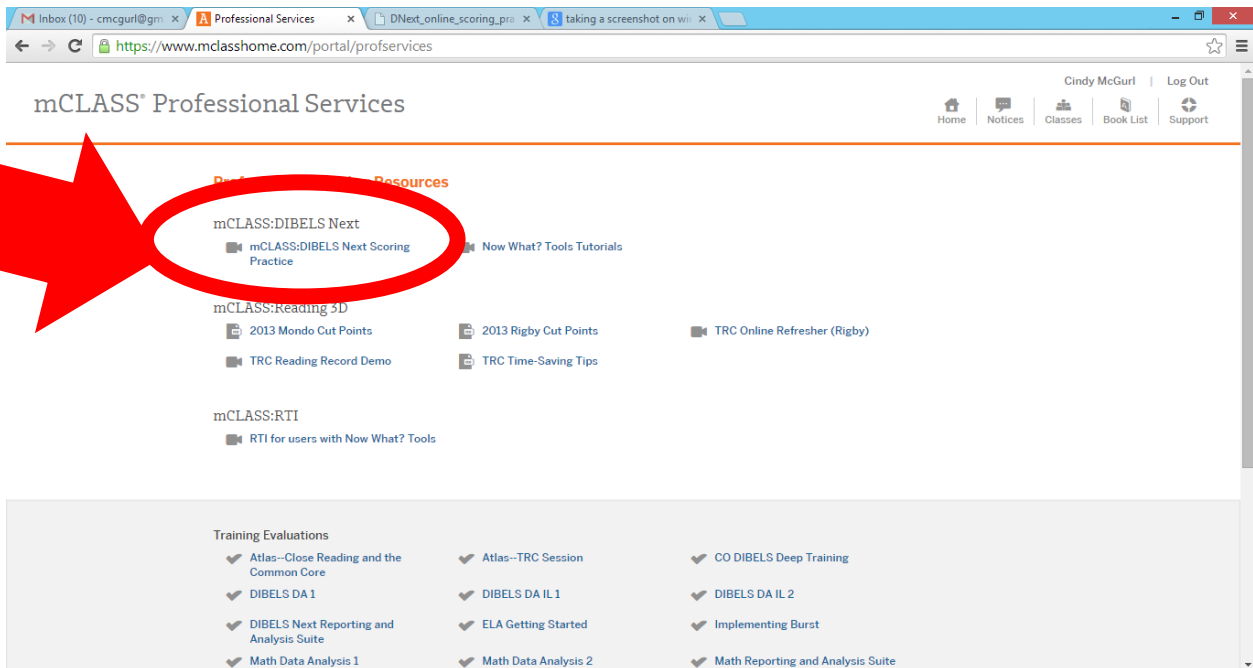 Inbox (10) - cmcgurl@gm
Professional Services
DNext_online_scoring_pra
taking a screenshot on wi
https://www.mclasshome.com/portal/profservices
Cindy McGurl | Log Out
mCLASS® Professional Services
Home Notices Classes Book List Support
Resources
mCLASS:DIBELS Next
mCLASS:DIBELS Next Scoring
Practice
Now What? Tools Tutorials
mCLASS:Reading 3D
2013 Mondo Cut Points
2013 Rigby Cut Points
TRC Online Refresher (Rigby)
TRC Reading Record Demo
TRC Time-Saving Tips
mCLASS:RTI
RTI for users with Now What? Tools
Training Evaluations
Atlas--Close Reading and the
Common Core
Atlas--TRC Session
CO DIBELS Deep Training
DIBELS DA 1
DIBELS DA IL 1
DIBELS DA IL 2
DIBELS Next Reporting and
Analysis Suite
ELA Getting Started
Implementing Burst
Math Data Analysis 1
Math Data Analysis 2
Math Reporting and Analysis Suite